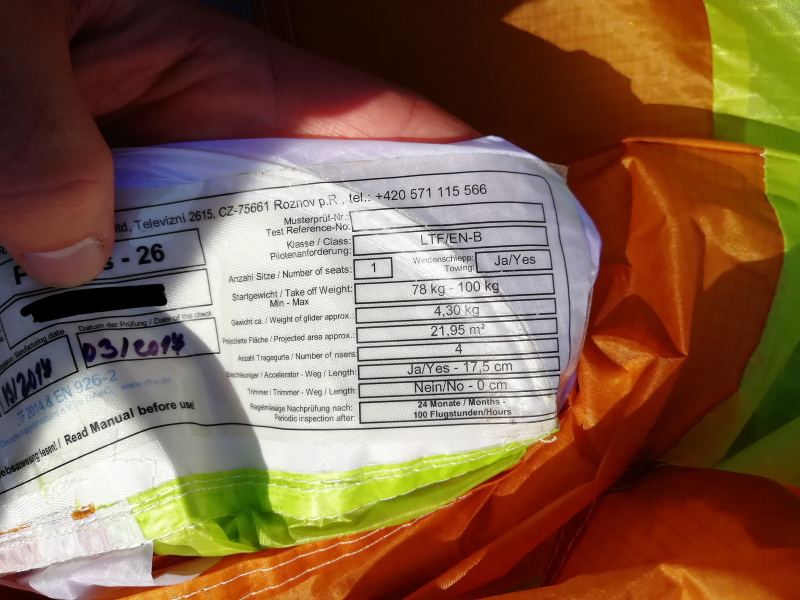 ltd, Televizni 2615, CZ-75661 Roznov p.R., tel.: +420 571 115 566
s - 26
Datum der Prüfung / Date of the check
03/2014
LTF 2014 & EN 926-2
lesen! / Read Manual before use!
Musterprüf-Nr.:
Test Reference-No:
Klasse / Class: LTF/EN-B
Pilotenanforderung:
Anzahl Sitze / Number of seats: 1 Windenschlepp: Ja/Yes
Towing:
Startgewicht / Take off Weight: 78 kg - 100 kg
Min - Max
Gewicht ca. / Weight of glider approx.: 4,30 kg
Projezierte Fläche / Projected area approx.: 21,95 m²
Anzahl Tragegurte / Number of risers: 4
Beschleuniger / Accelerator - Weg / Length: Ja/Yes - 17,5 cm
Trimmer / Trimmer - Weg / Length: Nein/No - 0 cm
Regelmässige Nachprüfung nach: 24 Monate / Months -
Periodic inspection after: 100 Flugstunden/Hours